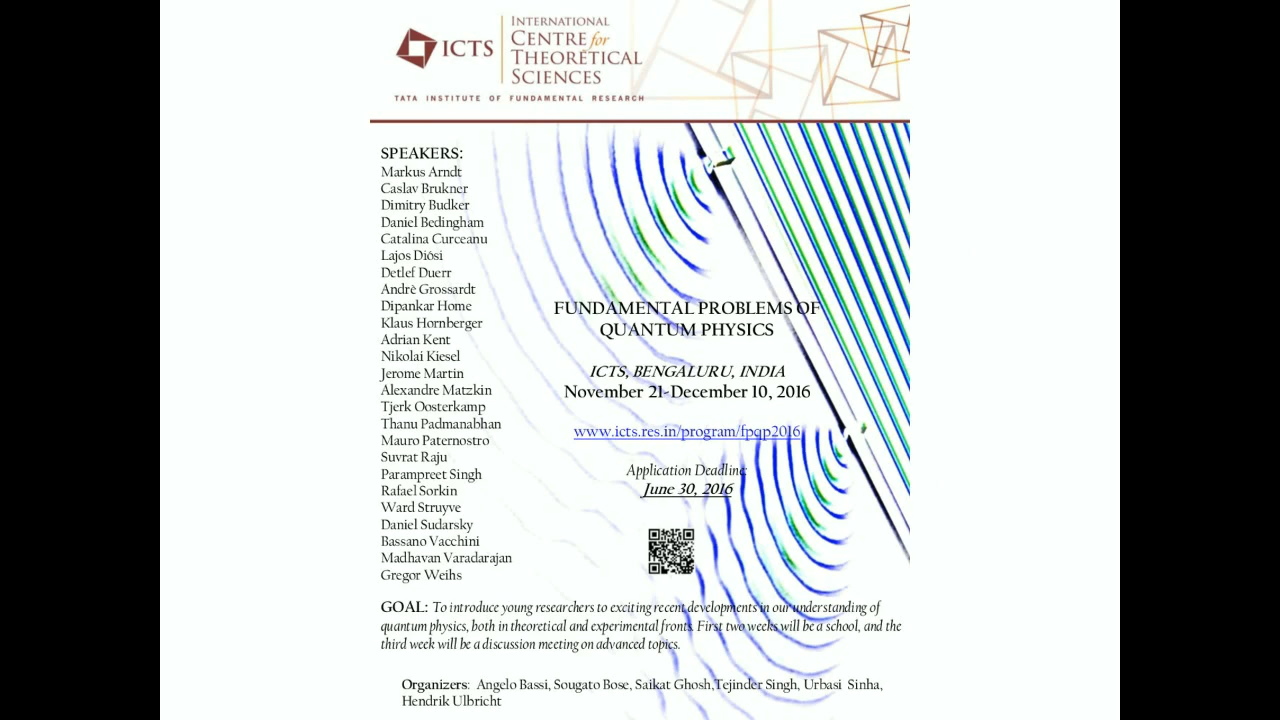 ICTS
INTERNATIONAL
CENTRE for
THEORETICAL
SCIENCES
TATA INSTITUTE OF FUNDAMENTAL RESEARCH
SPEAKERS:
Markus Arndt
Caslav Brukner
Dimitry Budker
Daniel Bedingham
Catalina Curceanu
Lajos Diósi
Detlef Duerr
Andrè Grossardt
Dipankar Home
Klaus Hornberger
Adrian Kent
Nikolai Kiesel
Jerome Martin
Alexandre Matzkin
Tjerk Oosterkamp
Thanu Padmanabhan
Mauro Paternostro
Suvrat Raju
Parampreet Singh
Rafael Sorkin
Ward Struyve
Daniel Sudarsky
Bassano Vacchini
Madhavan Varadarajan
Gregor Weihs
FUNDAMENTAL PROBLEMS OF
QUANTUM PHYSICS
ICTS, BENGALURU, INDIA
November 21-December 10, 2016
www.icts.res.in/program/fpqp2016
Application Deadline:
June 30, 2016
GOAL: To introduce young researchers to exciting recent developments in our understanding of
quantum physics, both in theoretical and experimental fronts. First two weeks will be a school, and the
third week will be a discussion meeting on advanced topics.
Organizers: Angelo Bassi, Sougato Bose, Saikat Ghosh,Tejinder Singh, Urbasi Sinha,
Hendrik Ulbricht